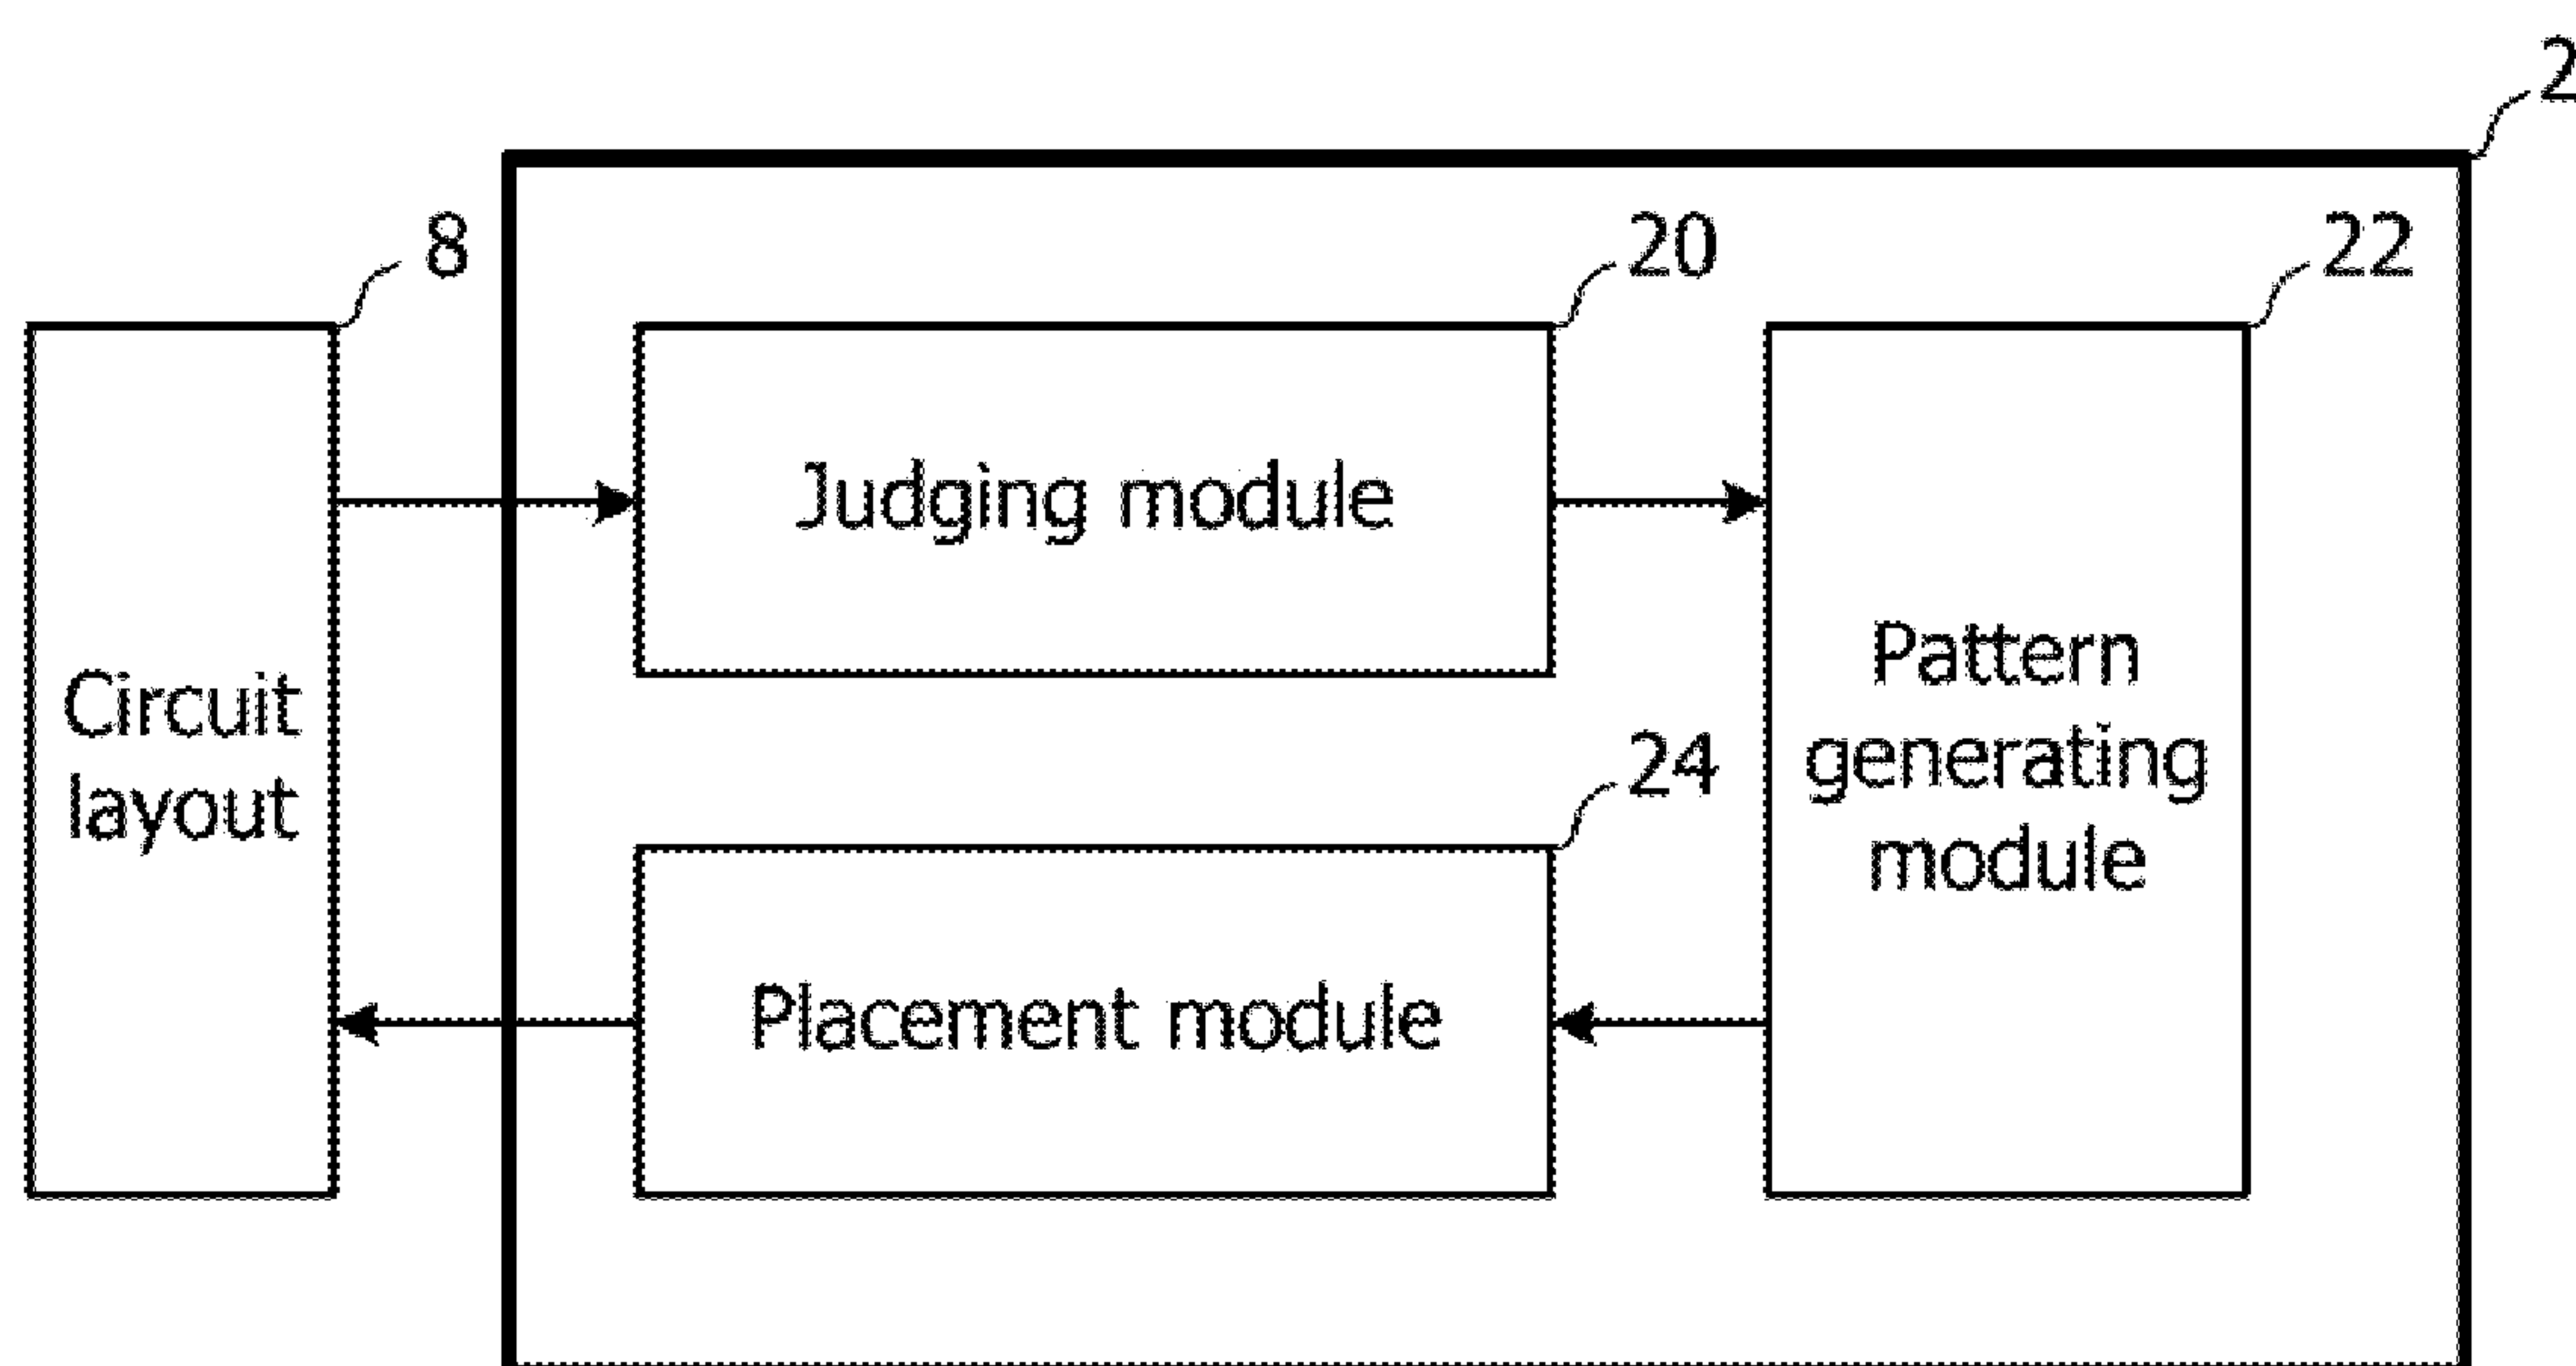 2
8
20
22
Judging module
Pattern
generating
module
Circuit
layout
24
Placement module